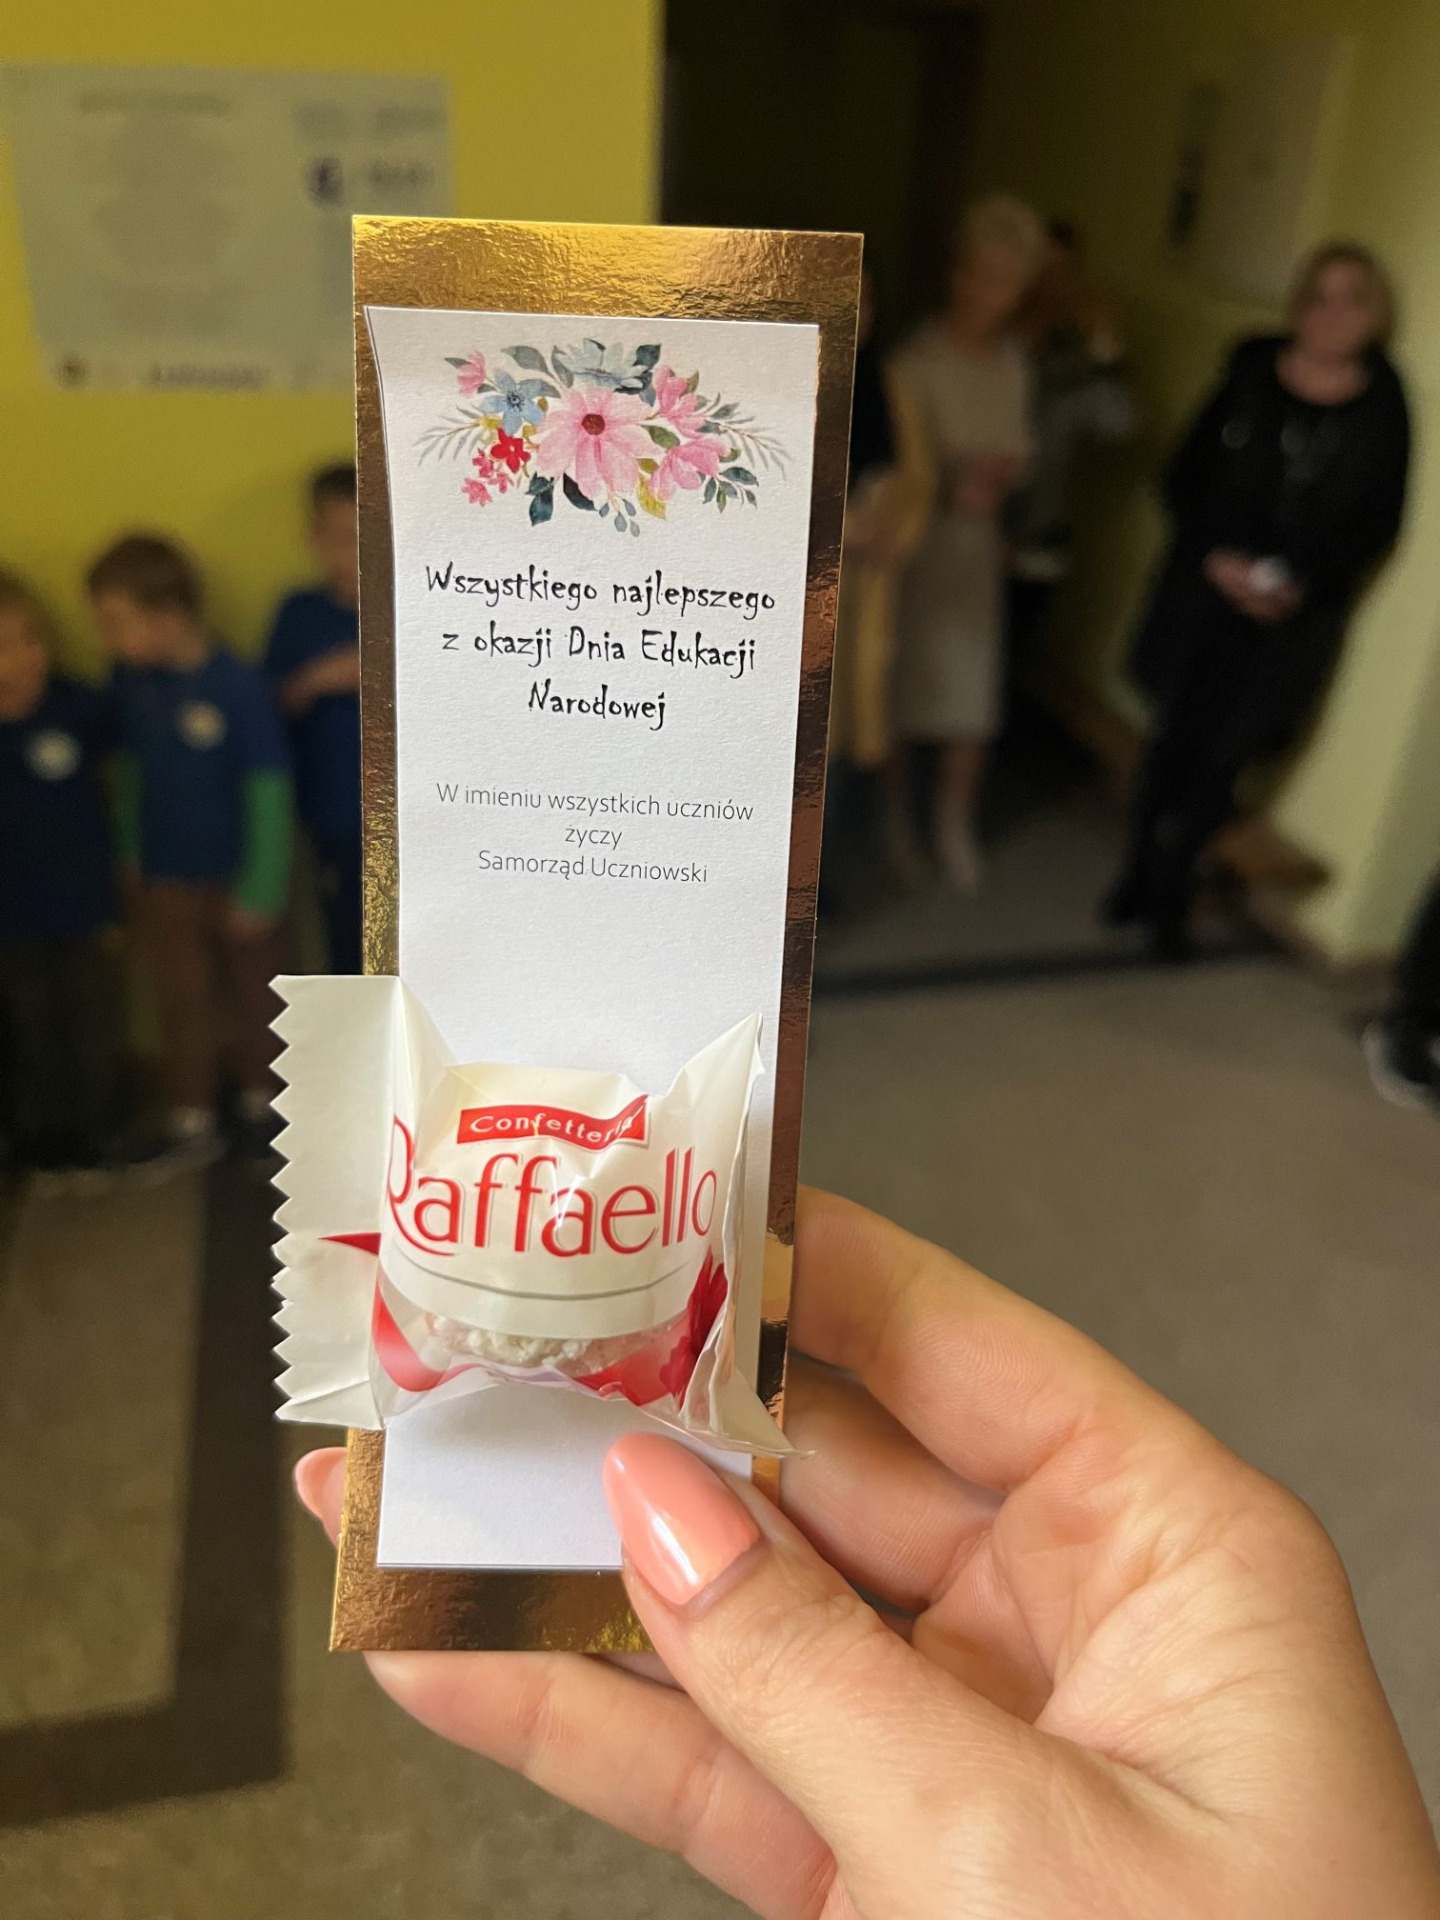 Wszystkiego najlepszego
z okazji Dnia Edukacji
Narodowej
W imieniu wszystkich uczniów
życzy
Samorząd Uczniowski
Confetteria
Raffaello